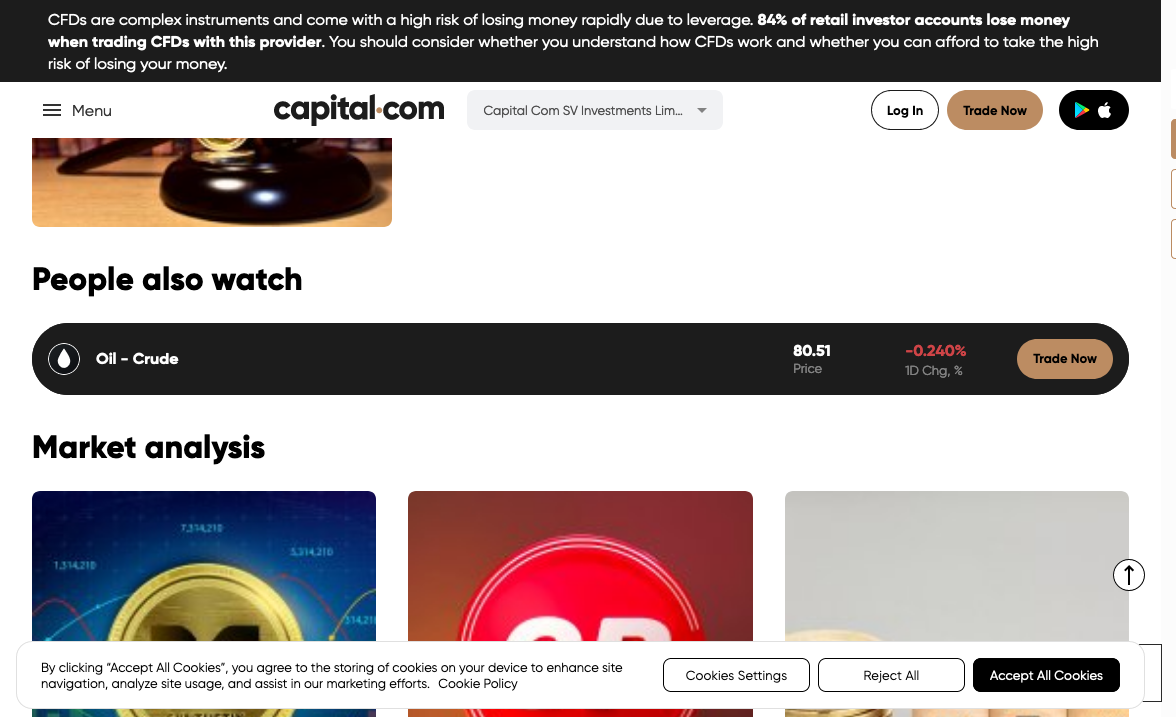 CFDs are complex instruments and come with a high risk of losing money rapidly due to leverage. 84% of retail investor accounts lose money
when trading CFDs with this provider. You should consider whether you understand how CFDs work and whether you can afford to take the high
risk of losing your money.
Menu
capital.com
Capital Com SV Investments Lim...
Log In
Trade Now
People also watch
Oil - Crude
80.51
Price
-0.240%
1D Chg, %
Trade Now
Market analysis
7,314,210
5,314,210
1,314,210
314,21
By clicking “Accept All Cookies”, you agree to the storing of cookies on your device to enhance site
navigation, analyze site usage, and assist in our marketing efforts. Cookie Policy
Cookies Settings
Reject All
Accept All Cookies